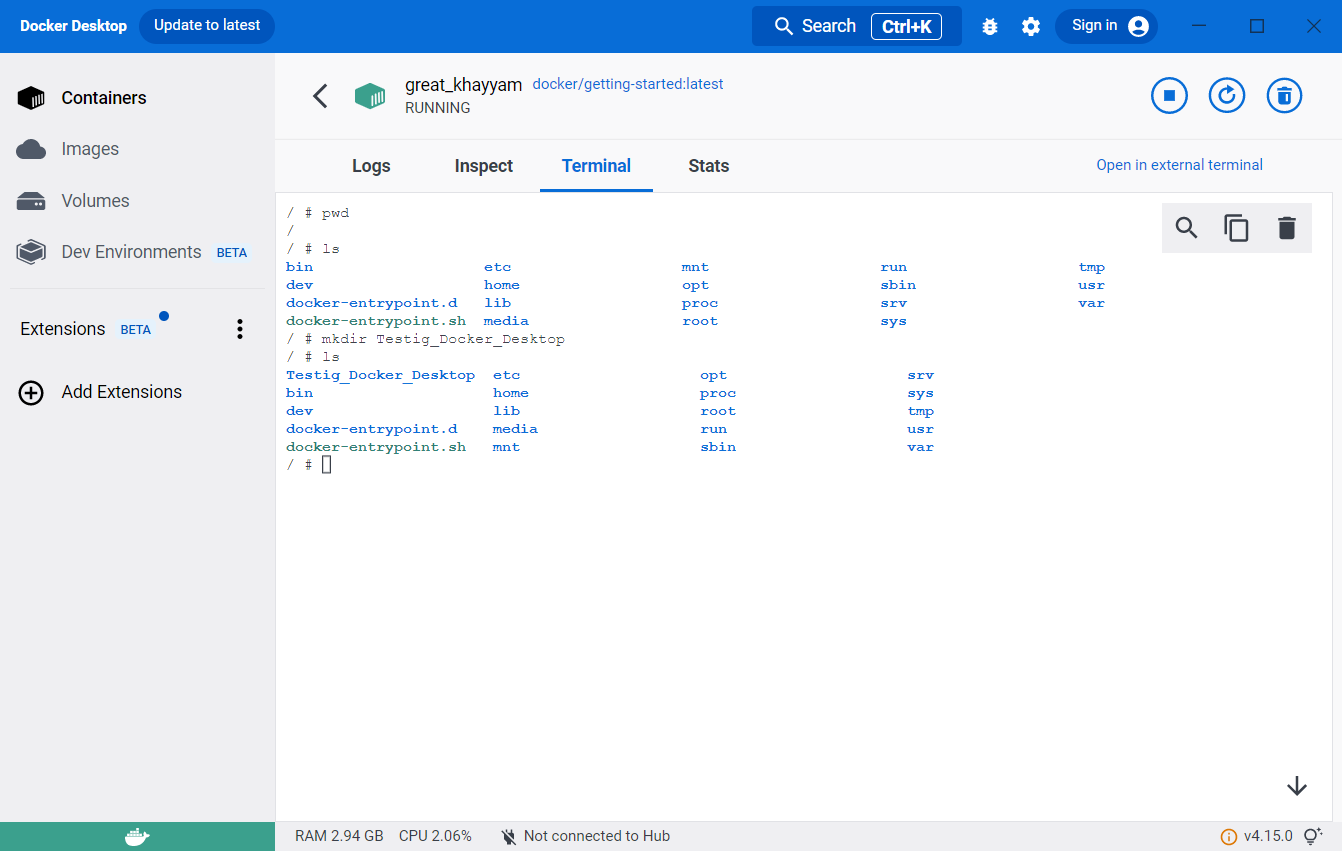 Docker Desktop Update to latest Search Ctrl+K Sign in
Containers
Images
Volumes
Dev Environments BETA
Extensions BETA
Add Extensions
great_khayyam docker/getting-started:latest
RUNNING
Logs Inspect Terminal Stats Open in external terminal
/ # pwd
/
/ # ls
bin etc mnt run tmp
dev home opt sbin usr
docker-entrypoint.d lib proc srv var
docker-entrypoint.sh media root sys
/ # mkdir Testig_Docker_Desktop
/ # ls
Testig_Docker_Desktop etc opt srv
bin home proc sys
dev lib root tmp
docker-entrypoint.d media run usr
docker-entrypoint.sh mnt sbin var
/ #
RAM 2.94 GB CPU 2.06% Not connected to Hub v4.15.0